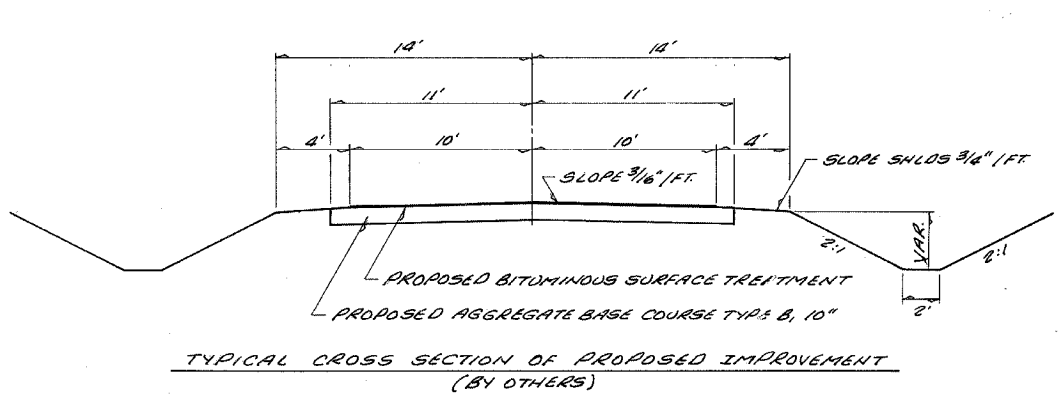 14' 14'
11' 11'
4' 10' 10' 4'
SLOPE SHLDS 3/4"/FT.
SLOPE 3/16"/FT.
2:1
VAR.
2:1
PROPOSED BITUMINOUS SURFACE TREATMENT
PROPOSED AGGREGATE BASE COURSE TYPE B, 10"
2'
TYPICAL CROSS SECTION OF PROPOSED IMPROVEMENT
(BY OTHERS)